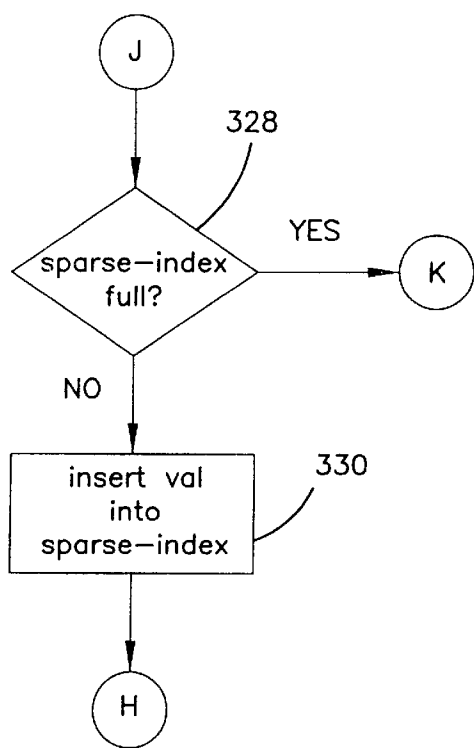 J
328
sparse-index
full?
YES
K
NO
insert val
into
sparse-index
330
H